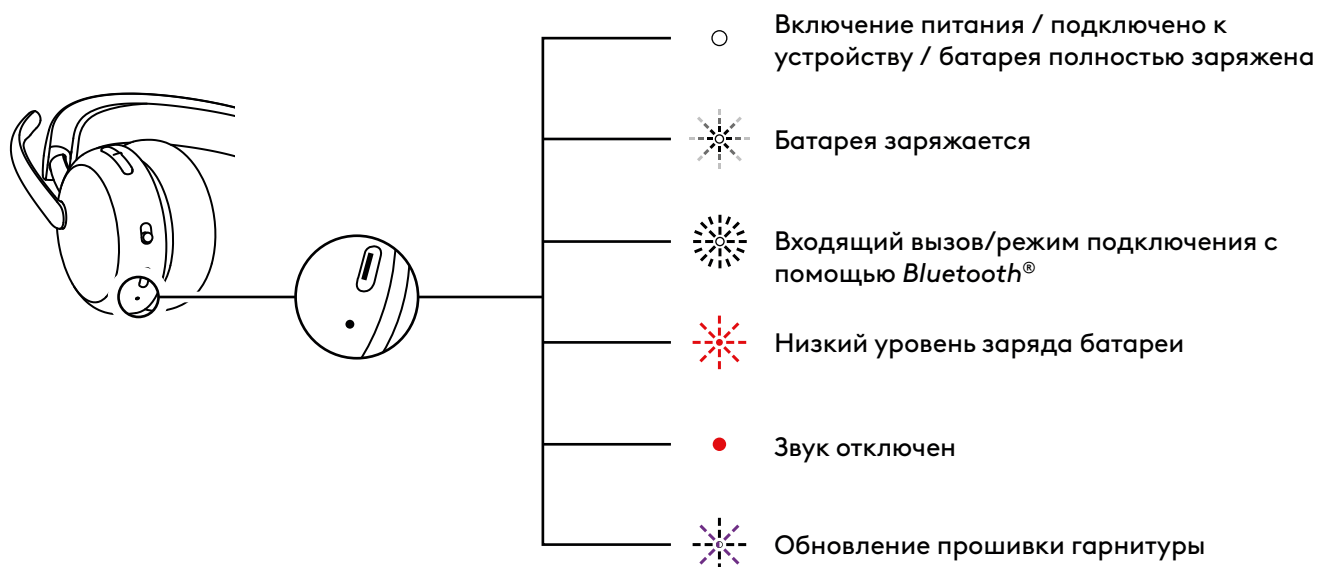 Включение питания / подключено к
устройству / батарея полностью заряжена
Батарея заряжается
Входящий вызов/режим подключения с
помощью Bluetooth®
Низкий уровень заряда батареи
Звук отключен
Обновление прошивки гарнитуры